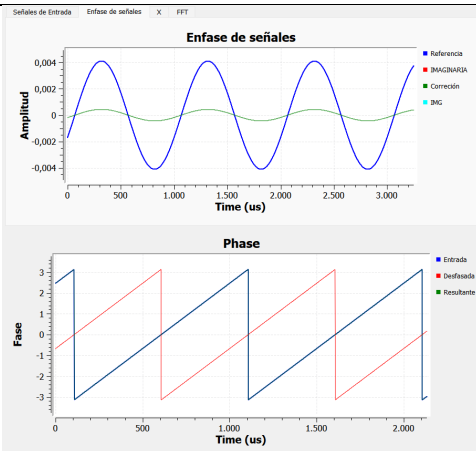 Señales de Entrada Enfase de señales X FFT
Enfase de señales
Amplitud
0,004
0,002
0
-0,002
-0,004
0 500 1.000 1.500 2.000 2.500 3.000
Time (us)
Referencia
IMAGINARIA
Correción
IMG
Phase
Fase
3
2
1
0
-1
-2
-3
0 500 1.000 1.500 2.000
Time (us)
Entrada
Desfasada
Resultante